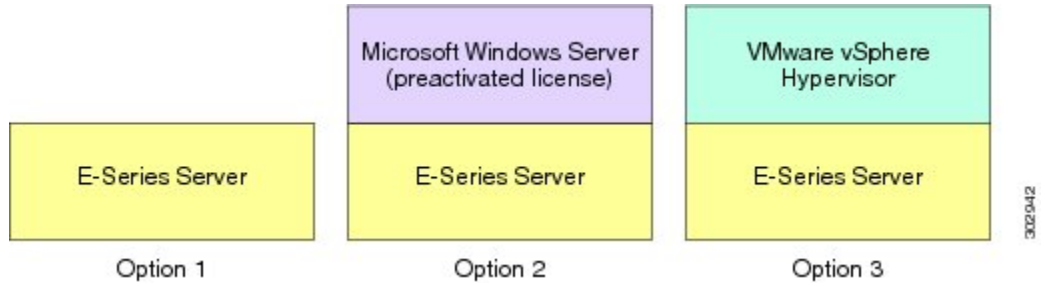 Microsoft Windows Server
(preactivated license)
VMware vSphere
Hypervisor
E-Series Server
E-Series Server
E-Series Server
Option 1
Option 2
Option 3
302942